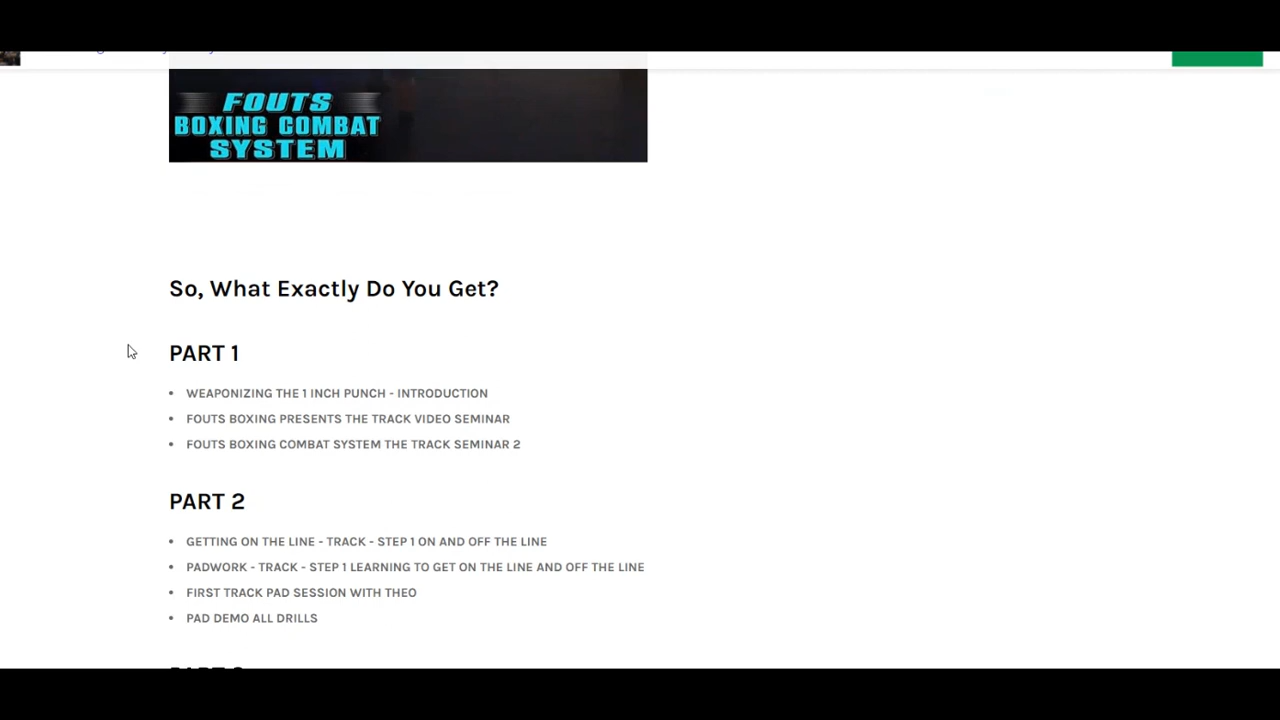 FOUTS
BOXING COMBAT
SYSTEM
So, What Exactly Do You Get?
PART 1
• WEAPONIZING THE 1 INCH PUNCH - INTRODUCTION
• FOUTS BOXING PRESENTS THE TRACK VIDEO SEMINAR
• FOUTS BOXING COMBAT SYSTEM THE TRACK SEMINAR 2
PART 2
• GETTING ON THE LINE - TRACK - STEP 1 ON AND OFF THE LINE
• PADWORK - TRACK - STEP 1 LEARNING TO GET ON THE LINE AND OFF THE LINE
• FIRST TRACK PAD SESSION WITH THEO
• PAD DEMO ALL DRILLS